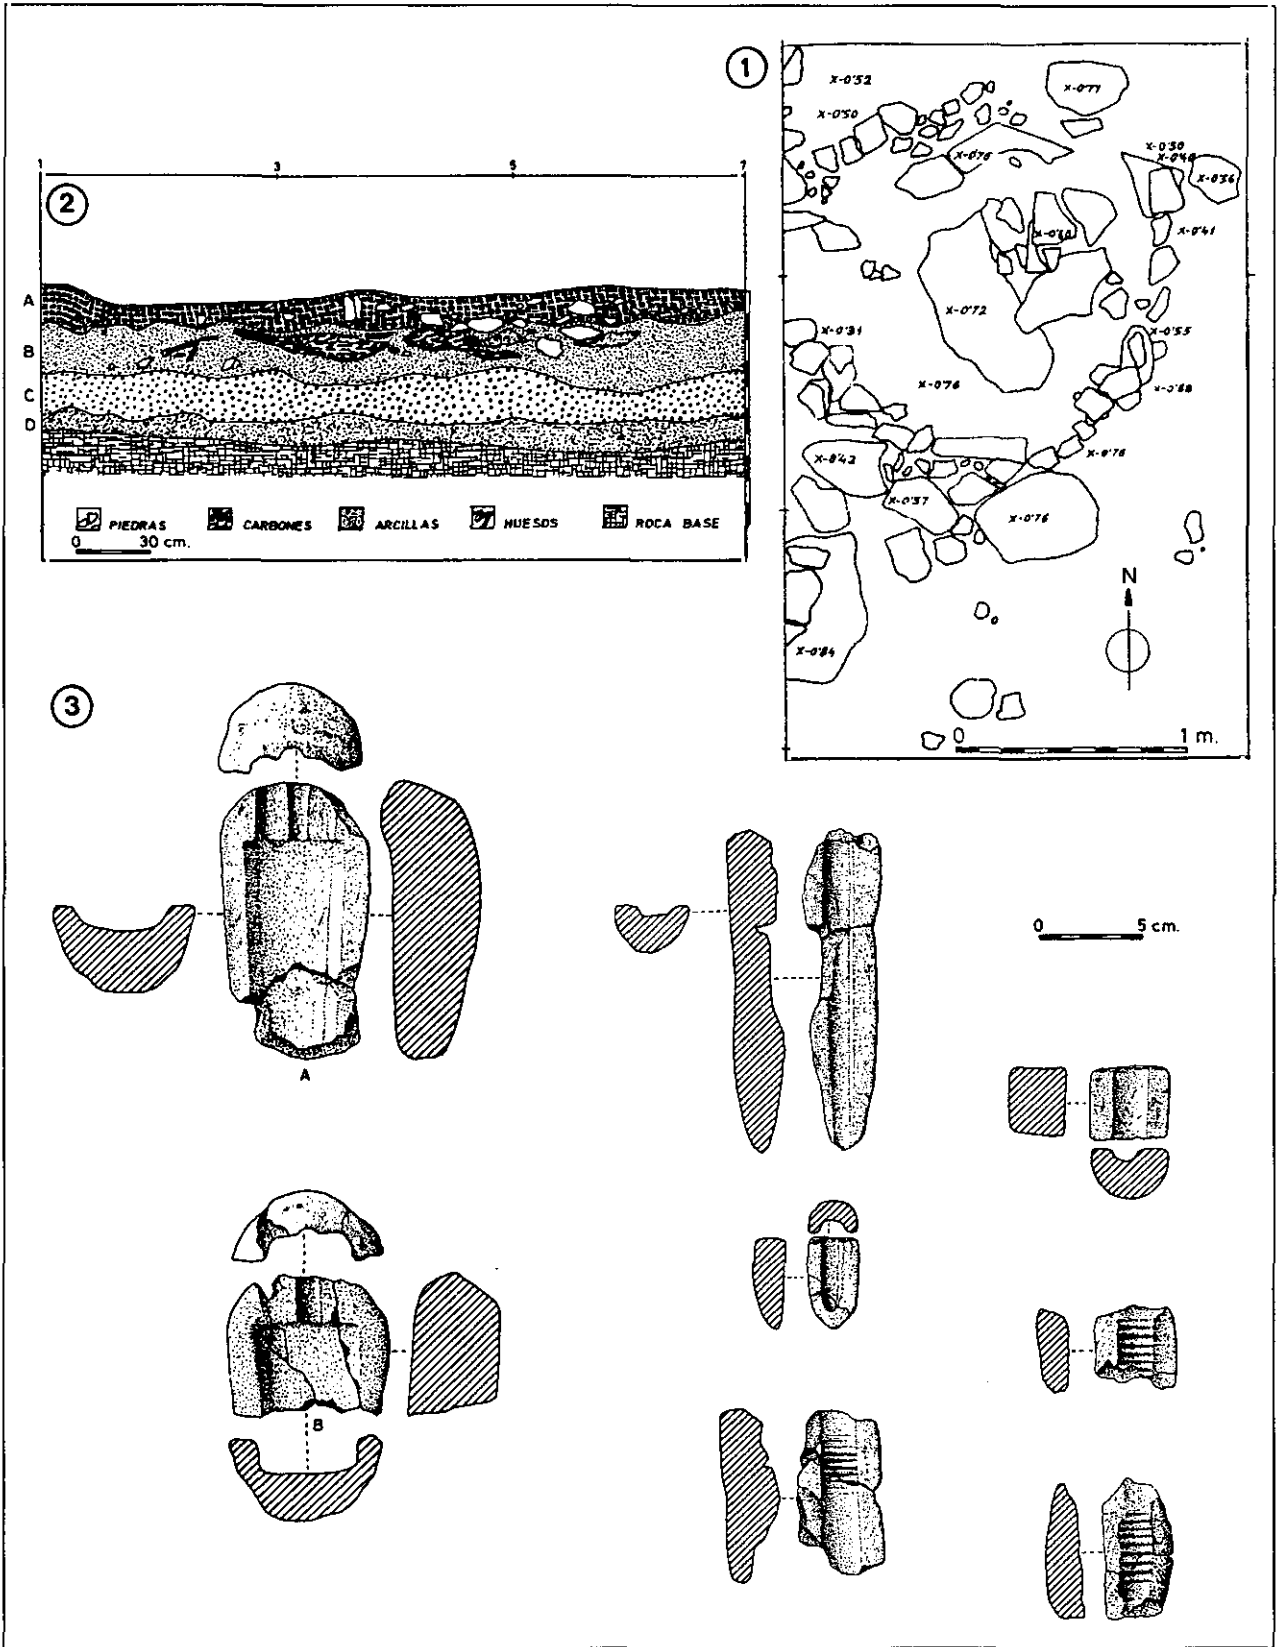 1
x-0'52
x-0'71
x-0'50
x-0'76
x-0'30
x-0'56
x-0'41
x-0'72
x-0'31
x-0'55
x-0'76
x-0'68
x-0'42
x-0'76
x-0'37
x-0'76
N
x-0'84
0 1 m.
1 3 5 7
2
A
B
C
D
PIEDRAS CARBONES ARCILLAS HUESOS ROCA BASE
0 30 cm.
3
0 5 cm.
A
B